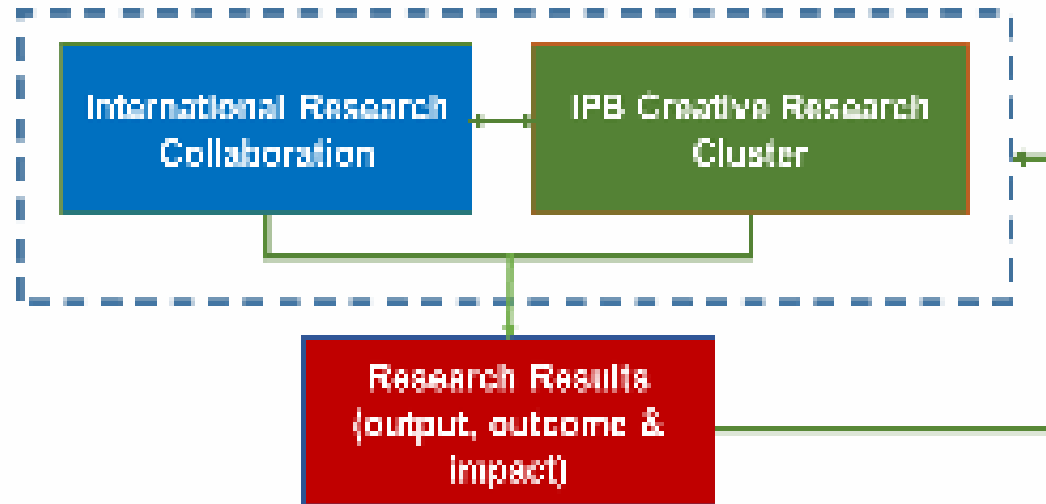 International Research
Collaboration
IPB Creative Research
Cluster
Research Results
(output, outcome &
impact)